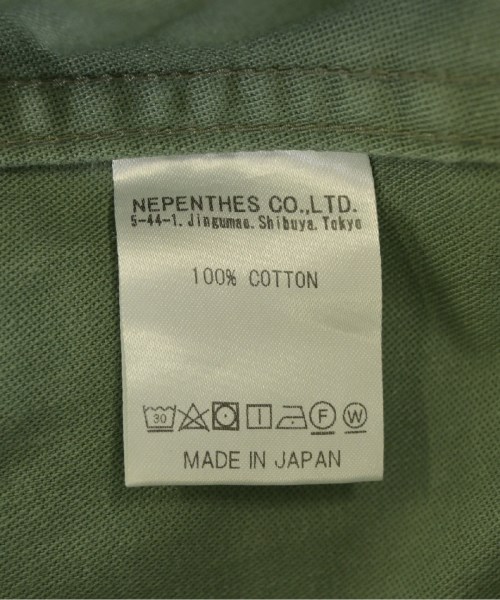 NEPENTHES CO.,LTD.
5-44-1. Jingumae. Shibuya. Tokyo
100% COTTON
30 F W
MADE IN JAPAN